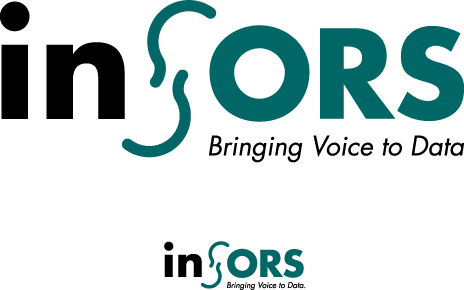 inSORS
Bringing Voice to Data
inSORS
Bringing Voice to Data.